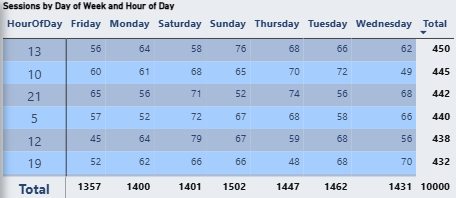 Sessions by Day of Week and Hour of Day
HourOfDay Friday Monday Saturday Sunday Thursday Tuesday Wednesday Total
13 56 64 58 76 68 66 62 450
10 60 61 68 65 70 72 49 445
21 65 56 71 52 74 56 68 442
5 57 52 72 67 68 58 66 440
12 45 64 79 67 59 68 56 438
19 52 62 66 66 48 68 70 432
Total 1357 1400 1401 1502 1447 1462 1431 10000